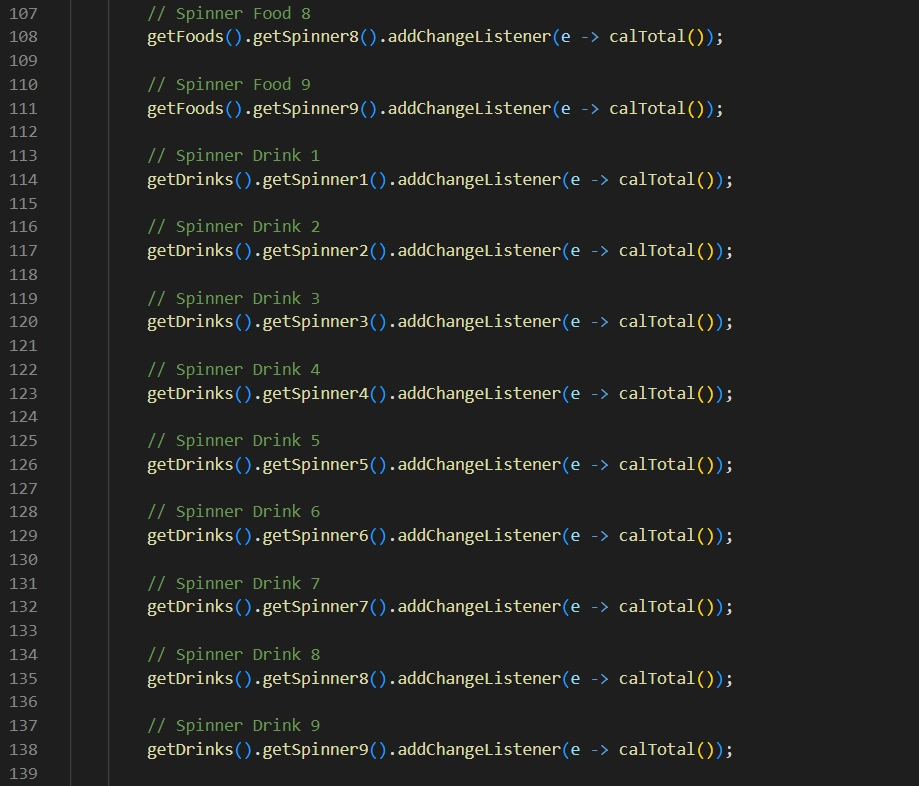 107 // Spinner Food 8
108 getFoods().getSpinner8().addChangeListener(e -> calTotal());
109
110 // Spinner Food 9
111 getFoods().getSpinner9().addChangeListener(e -> calTotal());
112
113 // Spinner Drink 1
114 getDrinks().getSpinner1().addChangeListener(e -> calTotal());
115
116 // Spinner Drink 2
117 getDrinks().getSpinner2().addChangeListener(e -> calTotal());
118
119 // Spinner Drink 3
120 getDrinks().getSpinner3().addChangeListener(e -> calTotal());
121
122 // Spinner Drink 4
123 getDrinks().getSpinner4().addChangeListener(e -> calTotal());
124
125 // Spinner Drink 5
126 getDrinks().getSpinner5().addChangeListener(e -> calTotal());
127
128 // Spinner Drink 6
129 getDrinks().getSpinner6().addChangeListener(e -> calTotal());
130
131 // Spinner Drink 7
132 getDrinks().getSpinner7().addChangeListener(e -> calTotal());
133
134 // Spinner Drink 8
135 getDrinks().getSpinner8().addChangeListener(e -> calTotal());
136
137 // Spinner Drink 9
138 getDrinks().getSpinner9().addChangeListener(e -> calTotal());
139